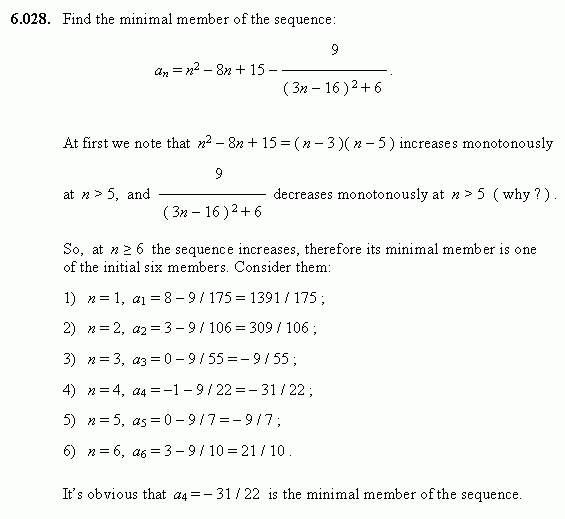 6.028. Find the minimal member of the sequence:
9
aₙ = n² – 8n + 15 – ――――――――― .
( 3n – 16 )² + 6
At first we note that n² – 8n + 15 = ( n – 3 )( n – 5 ) increases monotonously
9
at n > 5, and ――――――――― decreases monotonously at n > 5 ( why ? ) .
( 3n – 16 )² + 6
So, at n ≥ 6 the sequence increases, therefore its minimal member is one
of the initial six members. Consider them:
1) n = 1, a₁ = 8 – 9 / 175 = 1391 / 175 ;
2) n = 2, a₂ = 3 – 9 / 106 = 309 / 106 ;
3) n = 3, a₃ = 0 – 9 / 55 = – 9 / 55 ;
4) n = 4, a₄ = –1 – 9 / 22 = – 31 / 22 ;
5) n = 5, a₅ = 0 – 9 / 7 = – 9 / 7 ;
6) n = 6, a₆ = 3 – 9 / 10 = 21 / 10 .
It's obvious that a₄ = – 31 / 22 is the minimal member of the sequence.